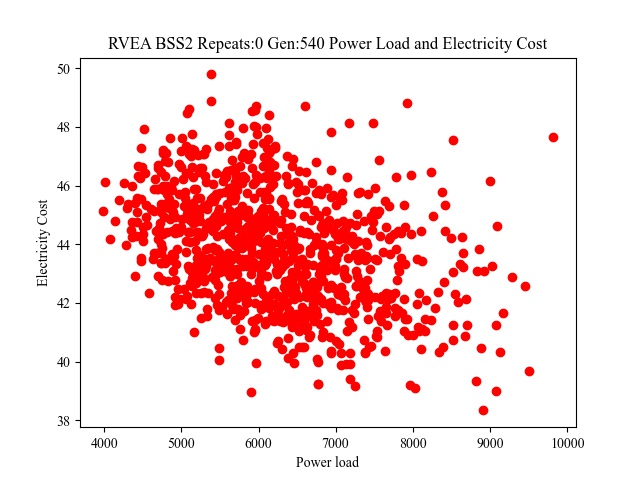 RVEA BSS2 Repeats:0 Gen:540 Power Load and Electricity Cost
50
48
46
44
42
40
38
Electricity Cost
4000 5000 6000 7000 8000 9000 10000
Power load